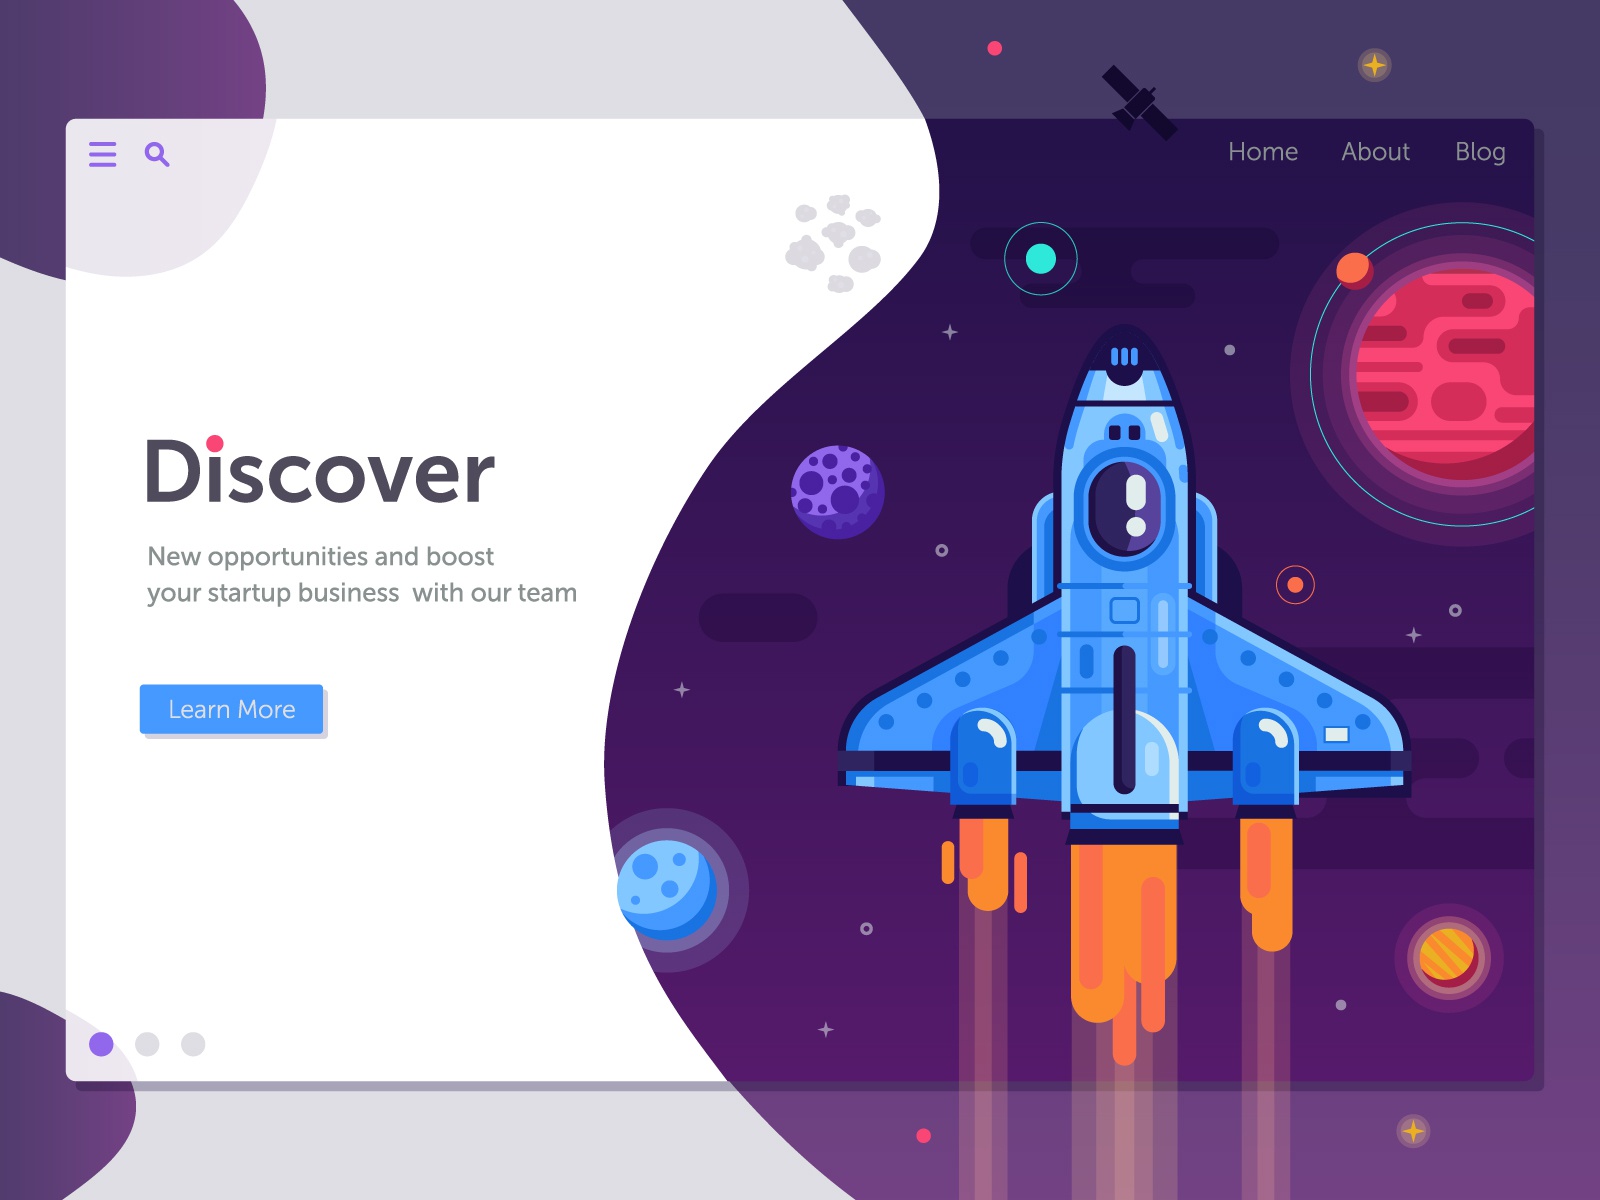 Home About Blog
Discover
New opportunities and boost
your startup business  with our team
Learn More